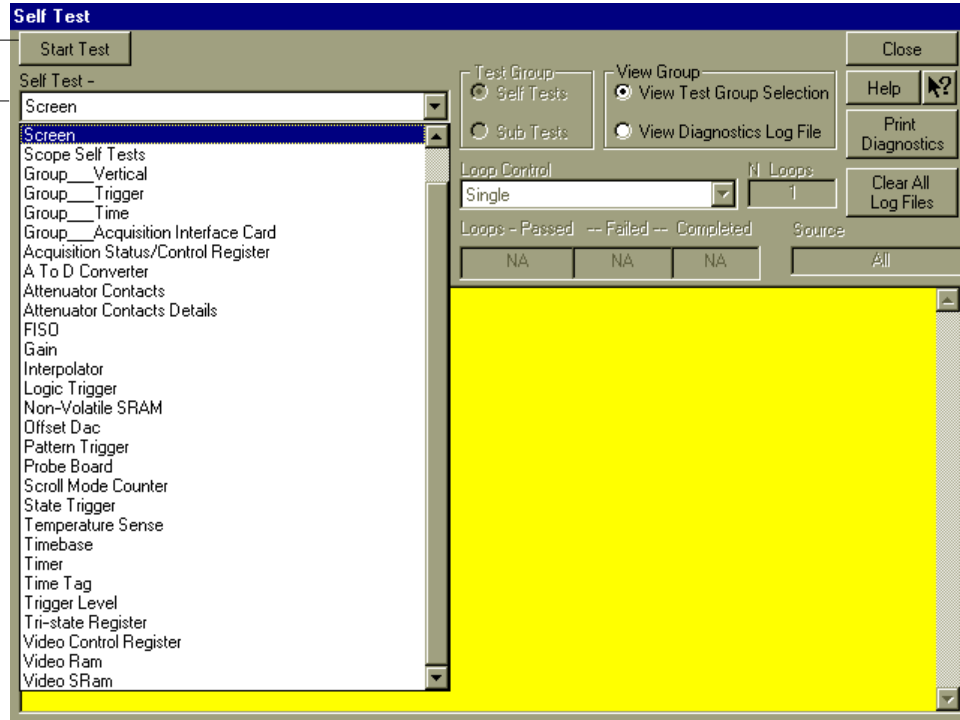 Self Test
Start Test
Self Test -
Screen
Screen
Scope Self Tests
Group___Vertical
Group___Trigger
Group___Time
Group___Acquisition Interface Card
Acquisition Status/Control Register
A To D Converter
Attenuator Contacts
Attenuator Contacts Details
FISO
Gain
Interpolator
Logic Trigger
Non-Volatile SRAM
Offset Dac
Pattern Trigger
Probe Board
Scroll Mode Counter
State Trigger
Temperature Sense
Timebase
Timer
Time Tag
Trigger Level
Tri-state Register
Video Control Register
Video Ram
Video SRam
Test Group
Self Tests
Sub Tests
View Group
View Test Group Selection
View Diagnostics Log File
Loop Control
N Loops
Single
1
Loops - Passed -- Failed -- Completed
Source
NA
NA
NA
All
Close
Help
?
Print
Diagnostics
Clear All
Log Files